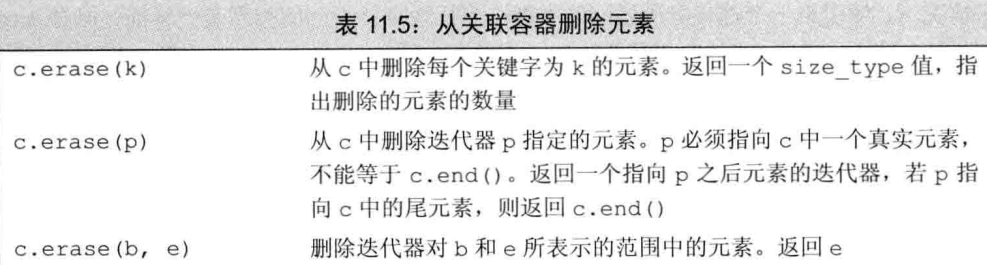 表 11.5：从关联容器删除元素
c.erase(k) 从 c 中删除每个关键字为 k 的元素。返回一个 size_type 值，指
出删除的元素的数量
c.erase(p) 从 c 中删除迭代器 p 指定的元素。p 必须指向 c 中一个真实元素，
不能等于 c.end()。返回一个指向 p 之后元素的迭代器，若 p 指
向 c 中的尾元素，则返回 c.end()
c.erase(b, e) 删除迭代器对 b 和 e 所表示的范围中的元素。返回 e